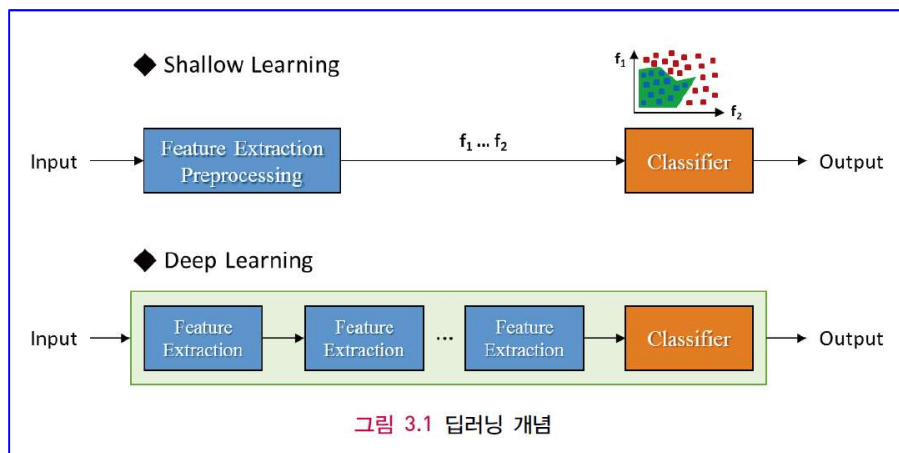 ◆ Shallow Learning
f₁
f₂
Input
Feature Extraction
Preprocessing
f₁ ... f₂
Classifier
Output
◆ Deep Learning
Input
Feature
Extraction
Feature
Extraction
...
Feature
Extraction
Classifier
Output
그림 3.1 딥러닝 개념